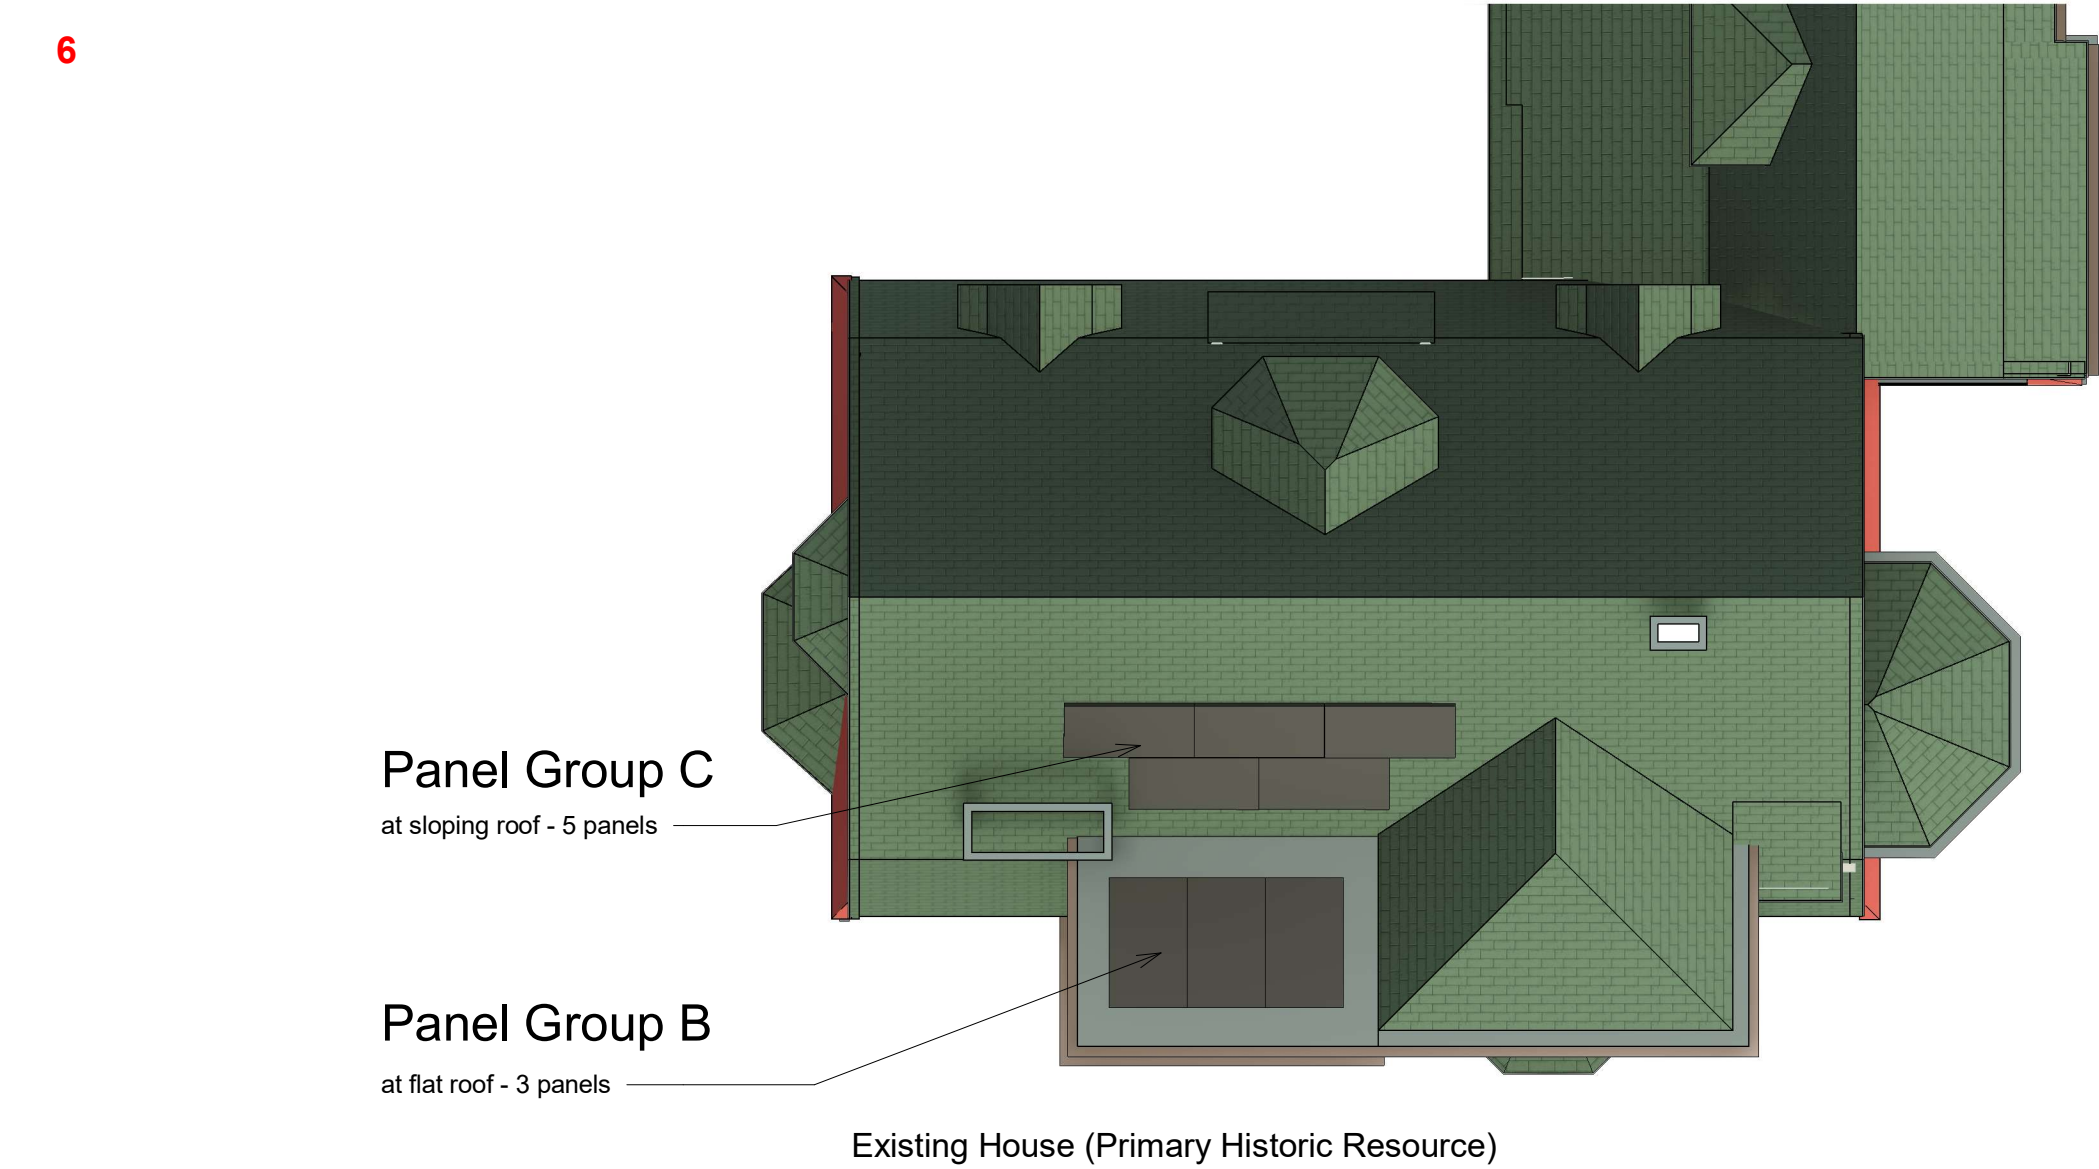 6
Panel Group C
at sloping roof - 5 panels
Panel Group B
at flat roof - 3 panels
Existing House (Primary Historic Resource)